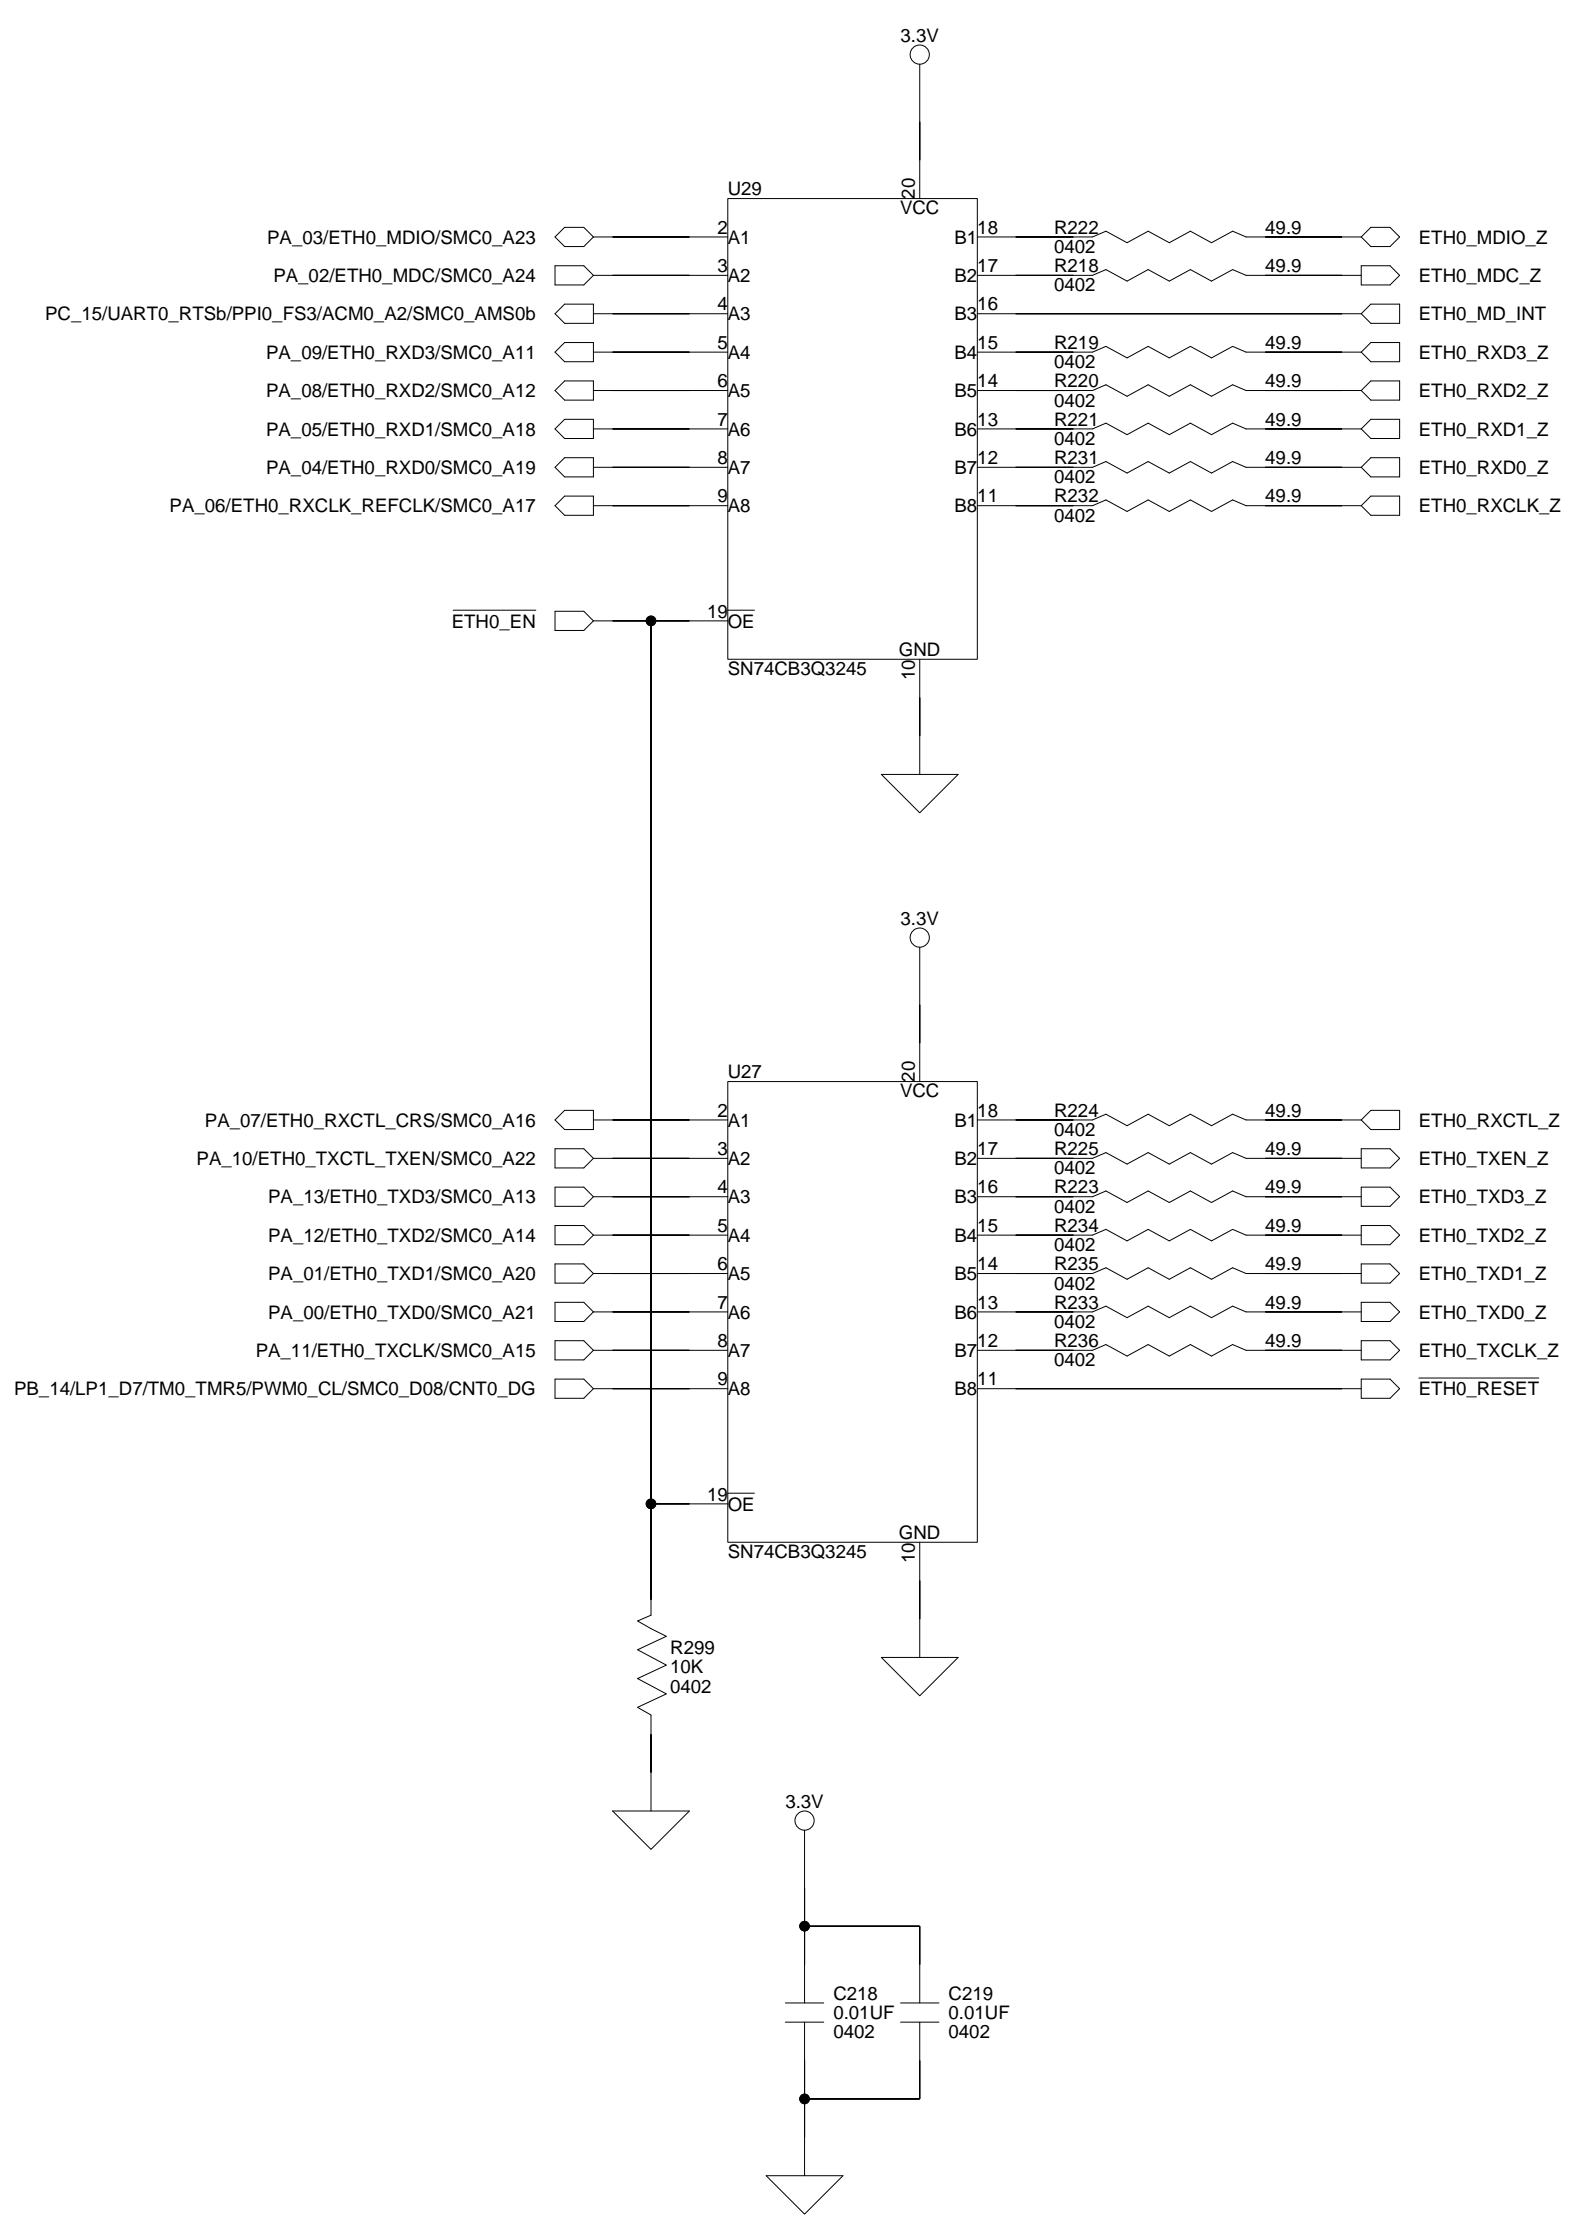 3.3V
U29
20
VCC
PA_03/ETH0_MDIO/SMC0_A23 2 A1 B1 18 R222 49.9 ETH0_MDIO_Z
0402
PA_02/ETH0_MDC/SMC0_A24 3 A2 B2 17 R218 49.9 ETH0_MDC_Z
0402
PC_15/UART0_RTSb/PPI0_FS3/ACM0_A2/SMC0_AMS0b 4 A3 B3 16 ETH0_MD_INT
PA_09/ETH0_RXD3/SMC0_A11 5 A4 B4 15 R219 49.9 ETH0_RXD3_Z
0402
PA_08/ETH0_RXD2/SMC0_A12 6 A5 B5 14 R220 49.9 ETH0_RXD2_Z
0402
PA_05/ETH0_RXD1/SMC0_A18 7 A6 B6 13 R221 49.9 ETH0_RXD1_Z
0402
PA_04/ETH0_RXD0/SMC0_A19 8 A7 B7 12 R231 49.9 ETH0_RXD0_Z
0402
PA_06/ETH0_RXCLK_REFCLK/SMC0_A17 9 A8 B8 11 R232 49.9 ETH0_RXCLK_Z
0402
ETH0_EN 19 OE
GND
SN74CB3Q3245 10
3.3V
U27
20
VCC
PA_07/ETH0_RXCTL_CRS/SMC0_A16 2 A1 B1 18 R224 49.9 ETH0_RXCTL_Z
0402
PA_10/ETH0_TXCTL_TXEN/SMC0_A22 3 A2 B2 17 R225 49.9 ETH0_TXEN_Z
0402
PA_13/ETH0_TXD3/SMC0_A13 4 A3 B3 16 R223 49.9 ETH0_TXD3_Z
0402
PA_12/ETH0_TXD2/SMC0_A14 5 A4 B4 15 R234 49.9 ETH0_TXD2_Z
0402
PA_01/ETH0_TXD1/SMC0_A20 6 A5 B5 14 R235 49.9 ETH0_TXD1_Z
0402
PA_00/ETH0_TXD0/SMC0_A21 7 A6 B6 13 R233 49.9 ETH0_TXD0_Z
0402
PA_11/ETH0_TXCLK/SMC0_A15 8 A7 B7 12 R236 49.9 ETH0_TXCLK_Z
0402
PB_14/LP1_D7/TM0_TMR5/PWM0_CL/SMC0_D08/CNT0_DG 9 A8 B8 11 ETH0_RESET
19 OE
GND
SN74CB3Q3245 10
R299
10K
0402
3.3V
C218 C219
0.01UF 0.01UF
0402 0402